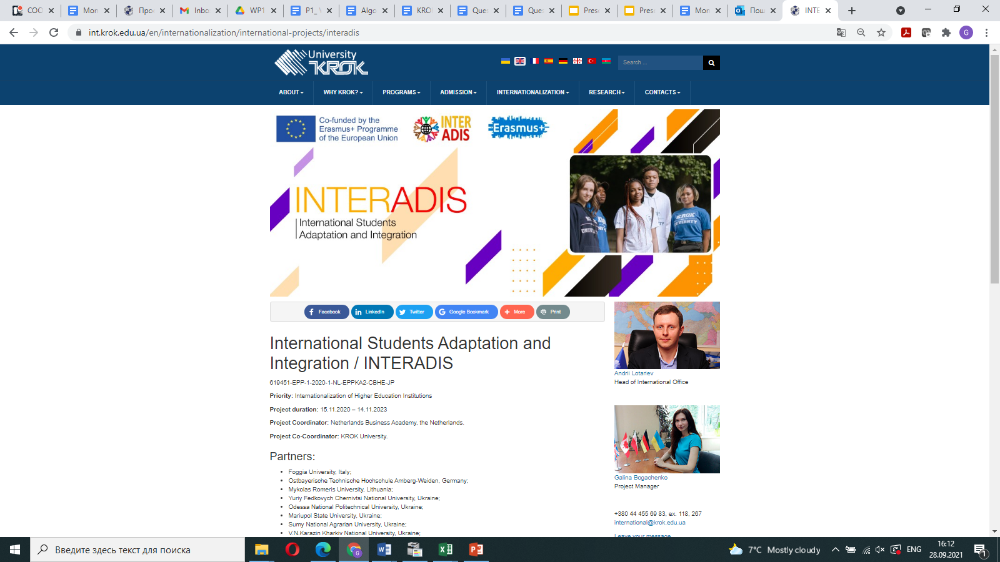 COO
Mon
Про
Inbo
WP1
P1_
Algo
KRO
Que
Que
Pres
Pres
Mon
Пош
INTE
int.krok.edu.ua/en/internationalization/international-projects/interadis
G
University
KROK
Search ...
ABOUT
WHY KROK?
PROGRAMS
ADMISSION
INTERNATIONALIZATION
RESEARCH
CONTACTS
Co-funded by the
Erasmus+ Programme
of the European Union
INTER
ADIS
Erasmus+
INTERADIS
International Students
Adaptation and Integration
KROK
UNIVERSITY
Facebook
LinkedIn
Twitter
Google Bookmark
More
Print
International Students Adaptation and
Integration / INTERADIS
619451-EPP-1-2020-1-NL-EPPKA2-CBHE-JP
Priority: Internationalization of Higher Education Institutions
Project duration: 15.11.2020 – 14.11.2023
Project Coordinator: Netherlands Business Academy, the Netherlands.
Project Co-Coordinator: KROK University.
Partners:
Foggia University, Italy;
Ostbayerische Technische Hochschule Amberg-Weiden, Germany;
Mykolas Romeris University, Lithuania;
Yuriy Fedkovych Chernivtsi National University, Ukraine;
Odessa National Politechnical University, Ukraine;
Mariupol State University, Ukraine;
Sumy National Agrarian University, Ukraine;
V.N.Karazin Kharkiv National University, Ukraine;
Andrii Lotariev
Head of International Office
Galina Bogachenko
Project Manager
+380 44 455 69 83, ex. 118, 267
international@krok.edu.ua
Leave your message
Введите здесь текст для поиска
7°C Mostly cloudy
ENG
16:12
28.09.2021
1